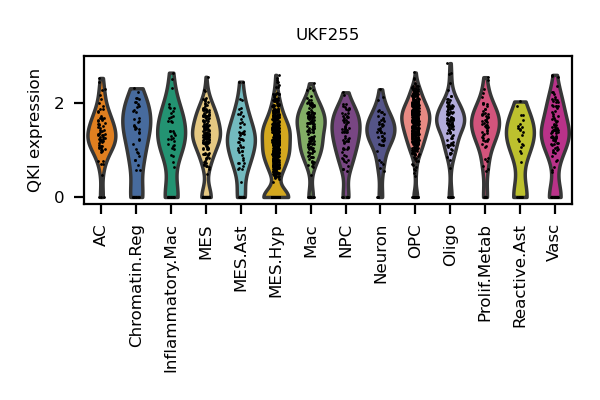 UKF255
QKI expression
2
0
AC
Chromatin.Reg
Inflammatory.Mac
MES
MES.Ast
MES.Hyp
Mac
NPC
Neuron
OPC
Oligo
Prolif.Metab
Reactive.Ast
Vasc